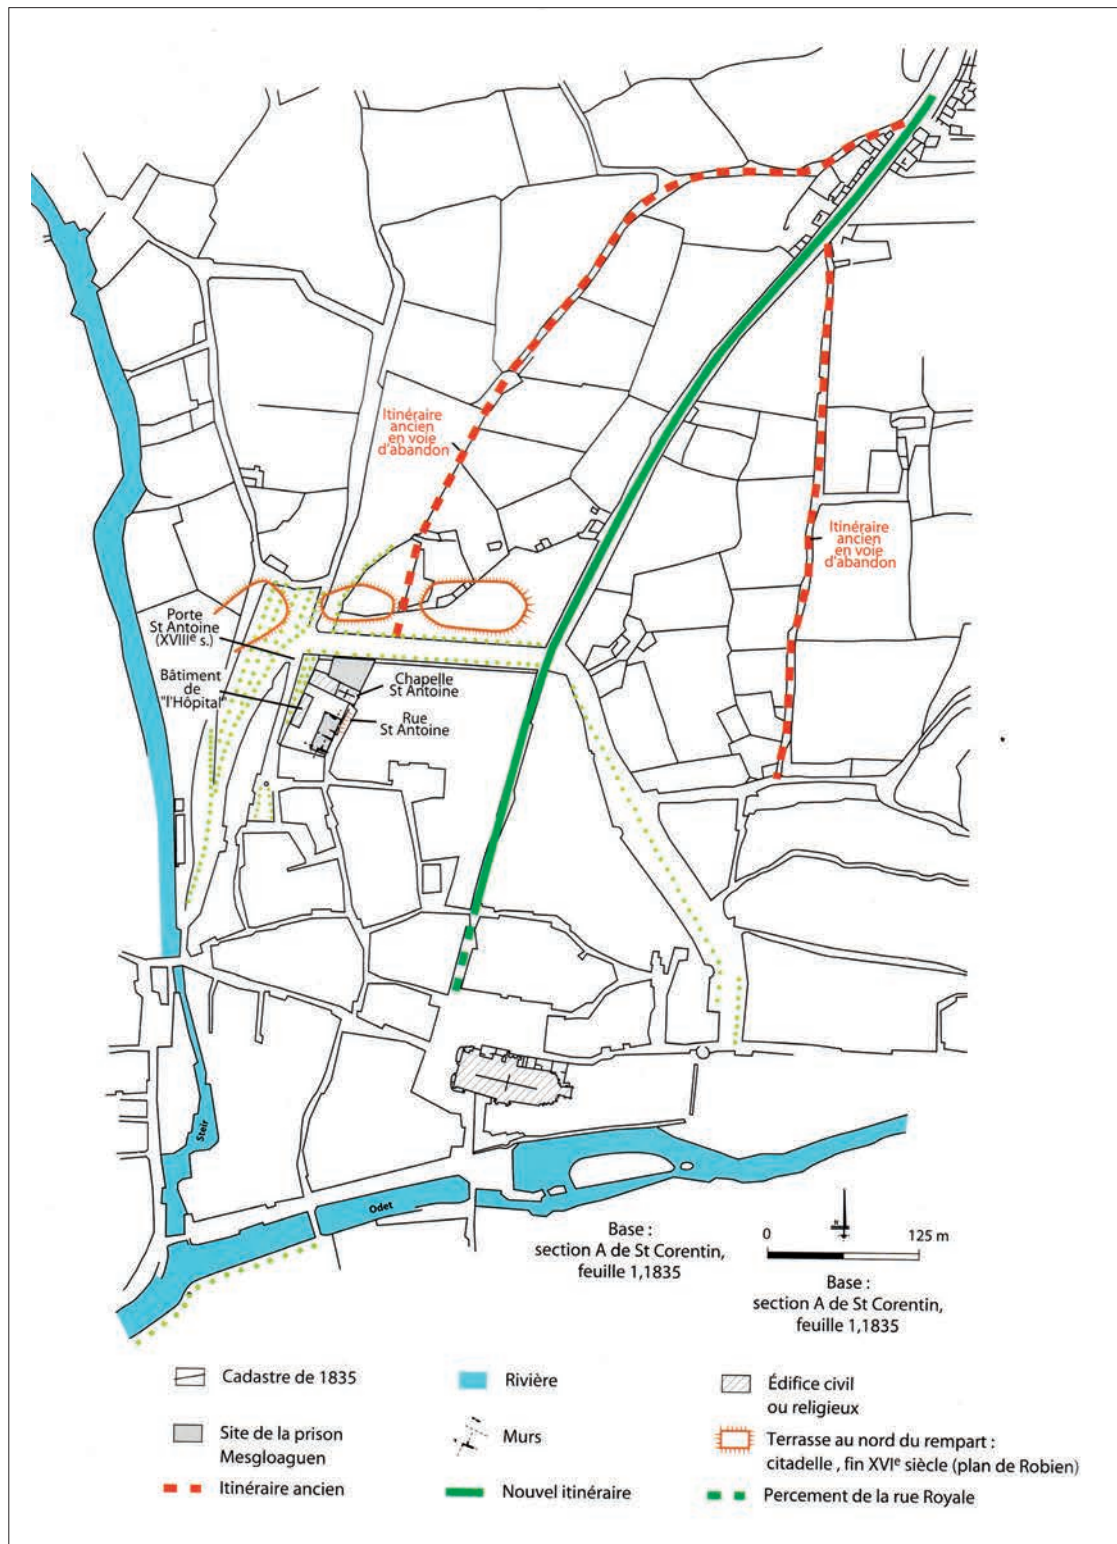 Itinéraire
ancien
en voie
d'abandon
Itinéraire
ancien
en voie
d'abandon
Porte
St Antoine
(XVIIIe s.)
Bâtiment
de
"l'Hôpital"
Chapelle
St Antoine
Rue
St Antoine
Steir
Odet
Base :
section A de St Corentin,
feuille 1,1835
0 125 m
Base :
section A de St Corentin,
feuille 1,1835
Cadastre de 1835
Rivière
Édifice civil
ou religieux
Site de la prison
Mesgloaguen
Murs
Terrasse au nord du rempart :
citadelle , fin XVIe siècle (plan de Robien)
Itinéraire ancien
Nouvel itinéraire
Percement de la rue Royale